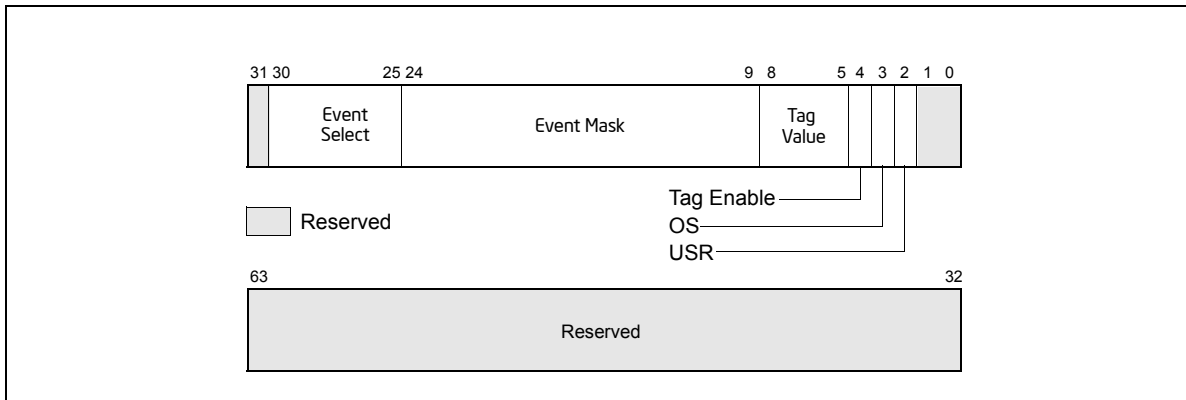 31 30 25 24 9 8 5 4 3 2 1 0
Event
Select
Event Mask
Tag
Value
Tag Enable
OS
USR
Reserved
63 32
Reserved